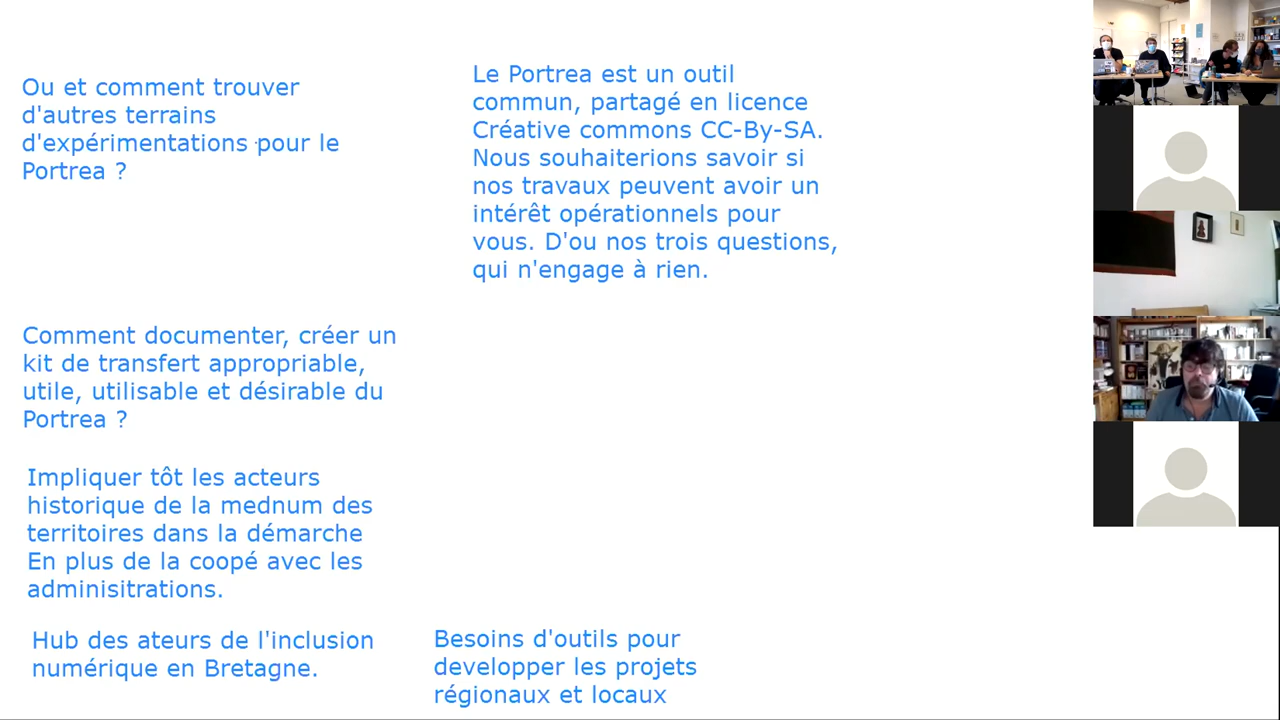 Ou et comment trouver
d'autres terrains
d'expérimentations pour le
Portrea ?
Le Portrea est un outil
commun, partagé en licence
Créative commons CC-By-SA.
Nous souhaiterions savoir si
nos travaux peuvent avoir un
intérêt opérationnels pour
vous. D'ou nos trois questions,
qui n'engage à rien.
Comment documenter, créer un
kit de transfert appropriable,
utile, utilisable et désirable du
Portrea ?
Impliquer tôt les acteurs
historique de la mednum des
territoires dans la démarche
En plus de la coopé avec les
adminisitrations.
Hub des ateurs de l'inclusion
numérique en Bretagne.
Besoins d'outils pour
developper les projets
régionaux et locaux